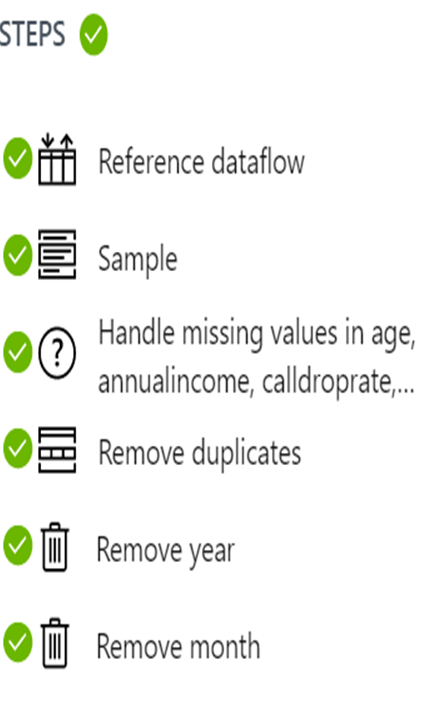 STEPS
Reference dataflow
Sample
?
Handle missing values in age,
annualincome, calldroprate,...
Remove duplicates
Remove year
Remove month